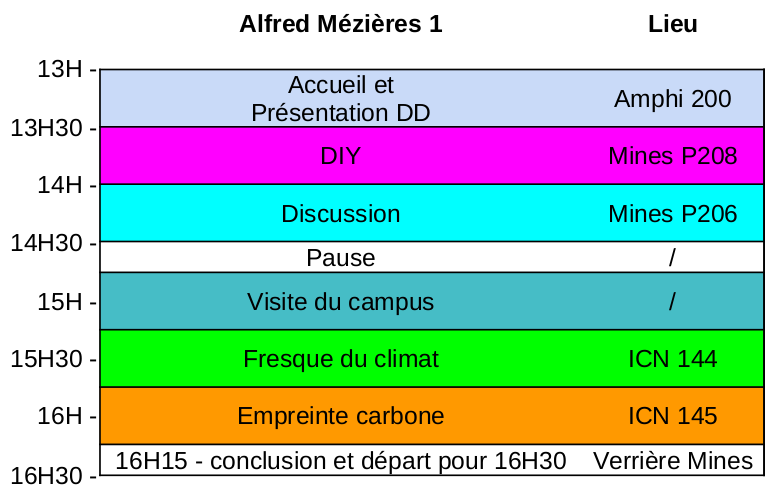 Alfred Mézières 1 Lieu
13H -
Accueil et
Présentation DD Amphi 200
13H30 -
DIY Mines P208
14H -
Discussion Mines P206
14H30 -
Pause /
15H - Visite du campus /
15H30 - Fresque du climat ICN 144
16H - Empreinte carbone ICN 145
16H15 - conclusion et départ pour 16H30 Verrière Mines
16H30 -